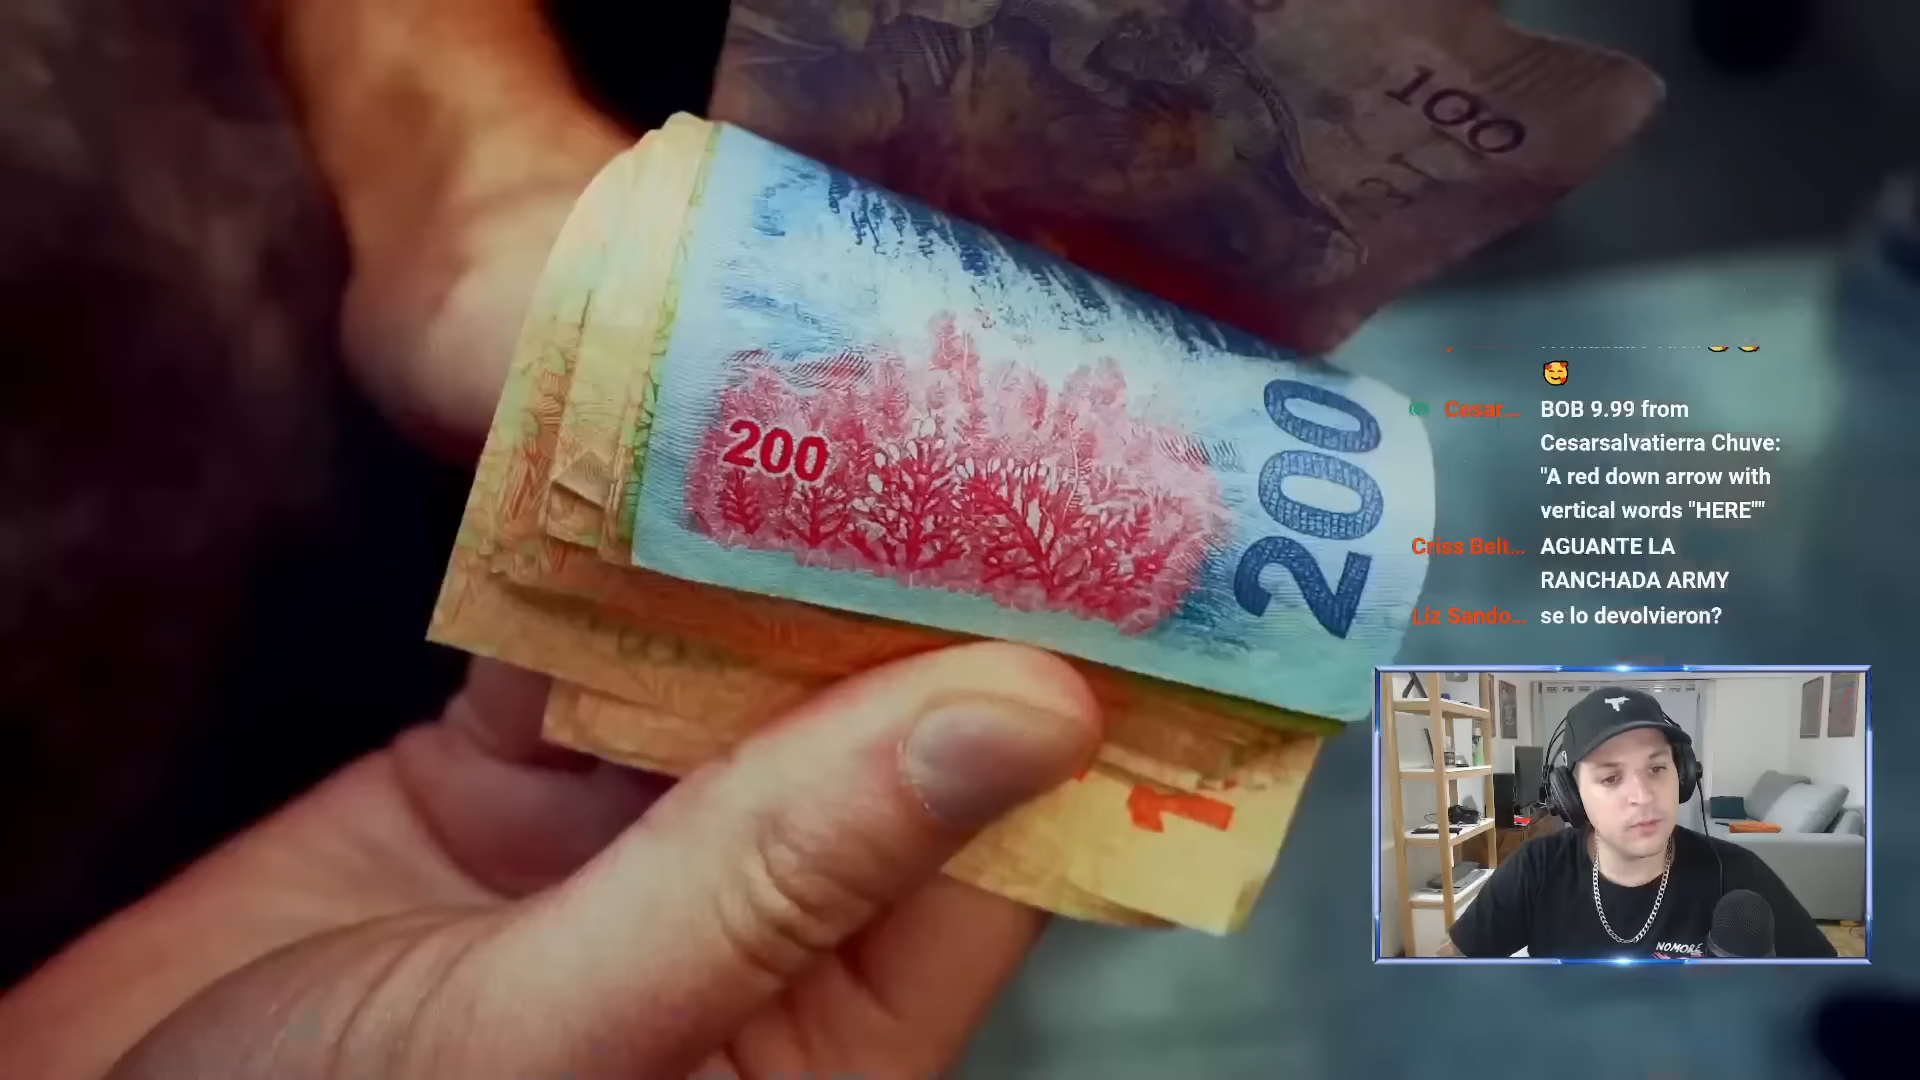 100
200
200
1
Cesar...
BOB 9.99 from
Cesarsalvatierra Chuve:
"A red down arrow with
vertical words "HERE""
Criss Belt...
AGUANTE LA
RANCHADA ARMY
Liz Sando...
se lo devolvieron?
NOMORE